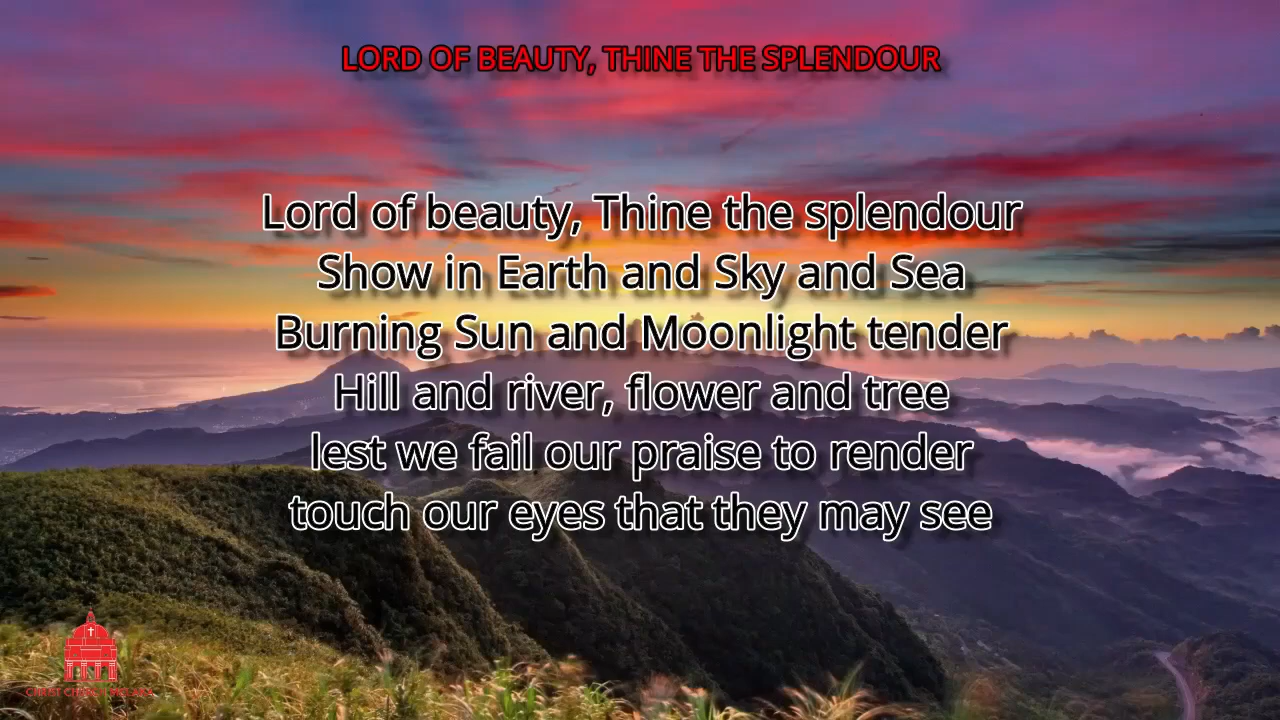 LORD OF BEAUTY, THINE THE SPLENDOUR
Lord of beauty, Thine the splendour
Show in Earth and Sky and Sea
Burning Sun and Moonlight tender
Hill and river, flower and tree
lest we fail our praise to render
touch our eyes that they may see
CHRIST CHURCH